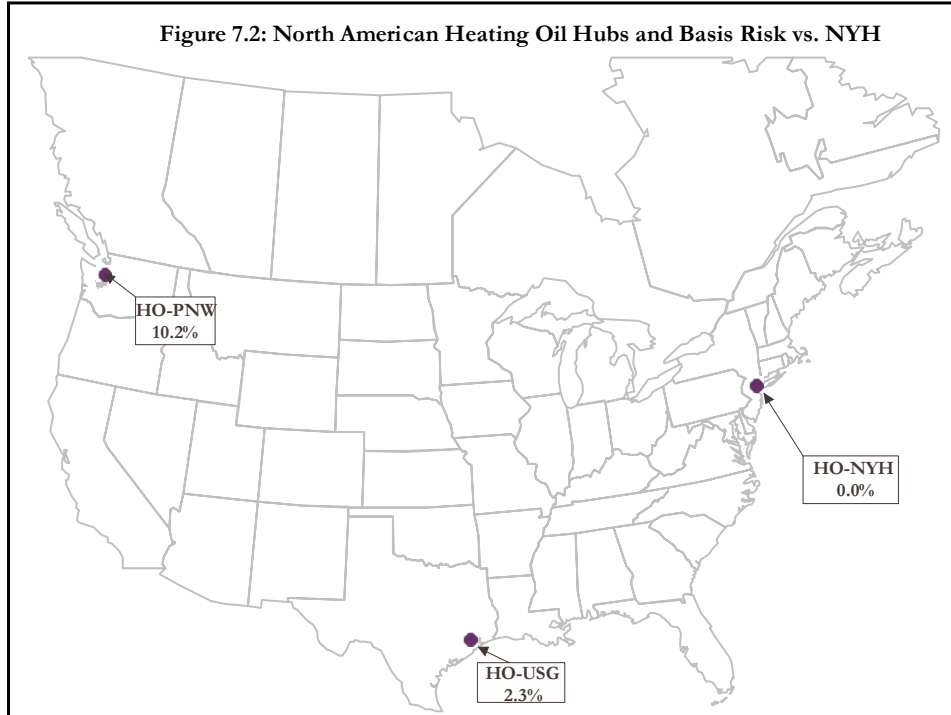 Figure 7.2: North American Heating Oil Hubs and Basis Risk vs. NYH
HO-PNW
10.2%
HO-NYH
0.0%
HO-USG
2.3%